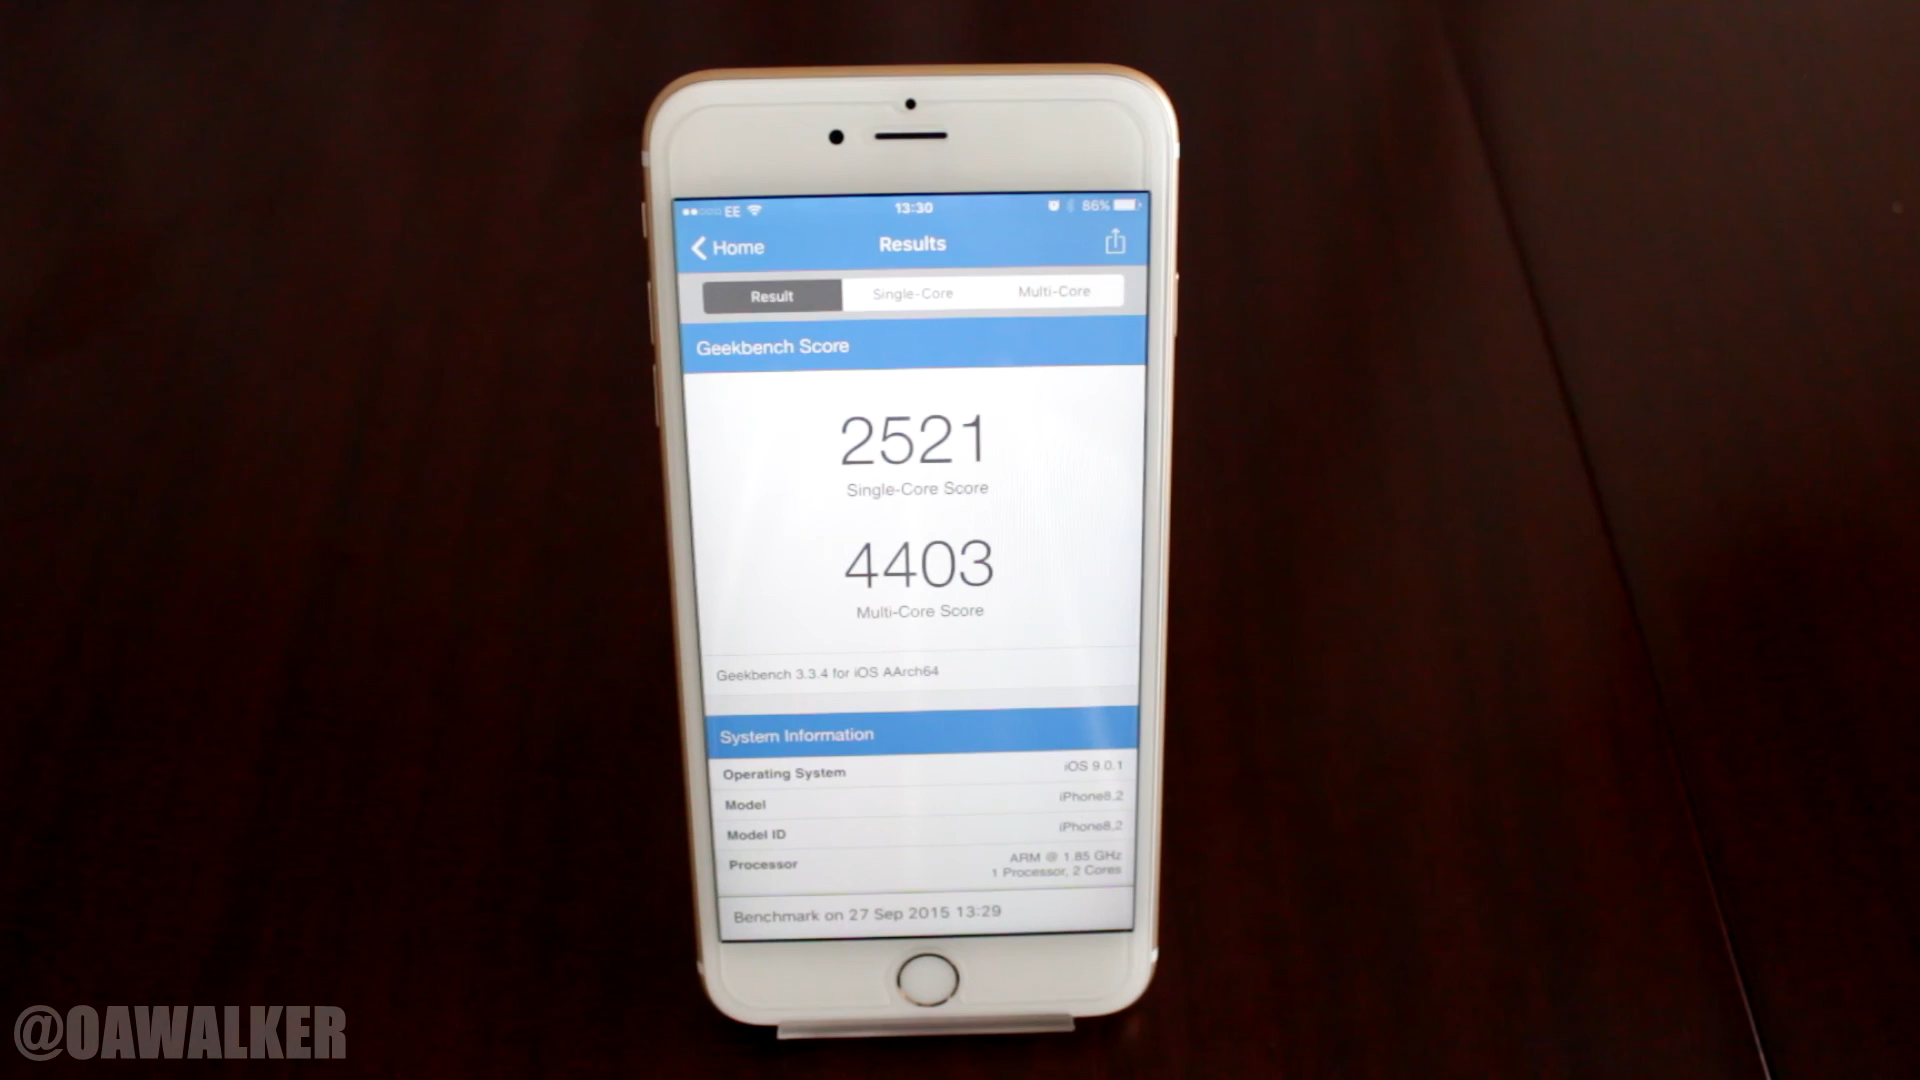 EE 13:30 86%
Home Results
Result Single-Core Multi-Core
Geekbench Score
2521
Single-Core Score
4403
Multi-Core Score
Geekbench 3.3.4 for iOS AArch64
System Information
Operating System iOS 9.0.1
Model iPhone8,2
Model ID iPhone8,2
Processor ARM @ 1.85 GHz
1 Processor, 2 Cores
Benchmark on 27 Sep 2015 13:29
@OAWALKER